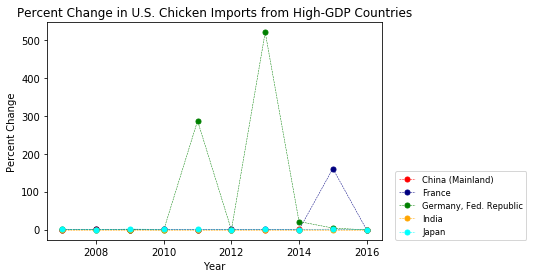 Percent Change in U.S. Chicken Imports from High-GDP Countries
500
400
300
200
100
0
Percent Change
2008
2010
2012
2014
2016
Year
China (Mainland)
France
Germany, Fed. Republic
India
Japan